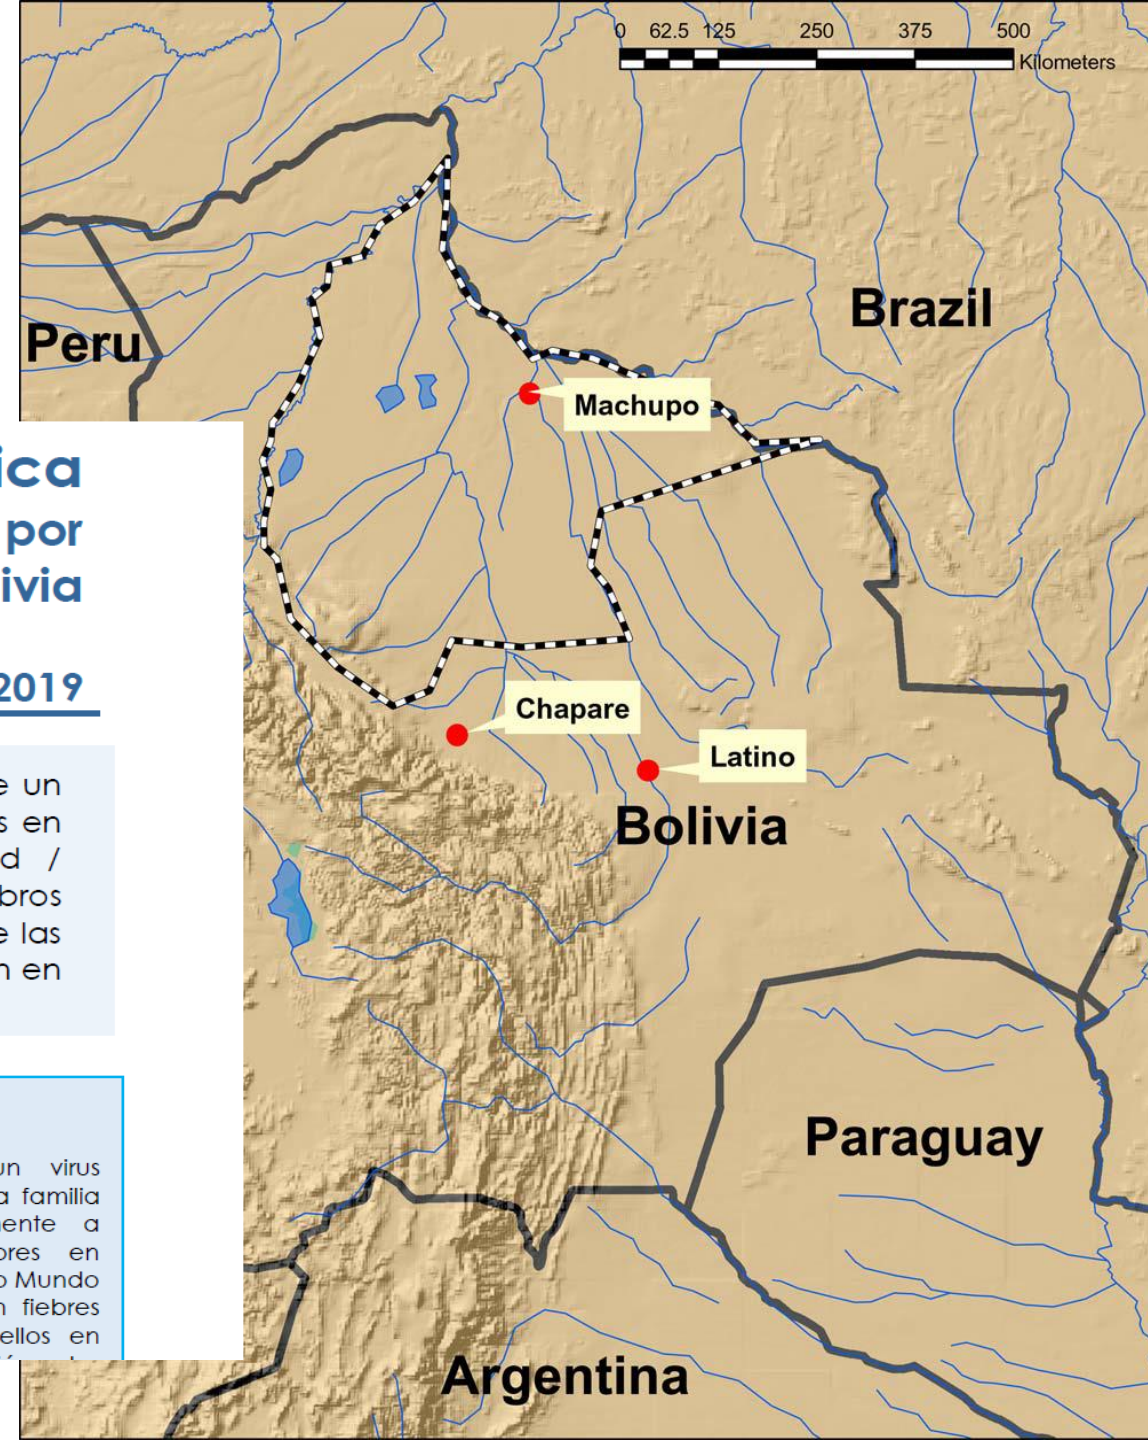 0 62.5 125 250 375 500
Kilometers
Brazil
Peru
Machupo
ica
por
ivia
2019
Chapare
Latino
Bolivia
e un
s en
d /
bros
e las
n en
Paraguay
un virus
a familia
ente a
ores en
o Mundo
n fiebres
ellos en
Argentina